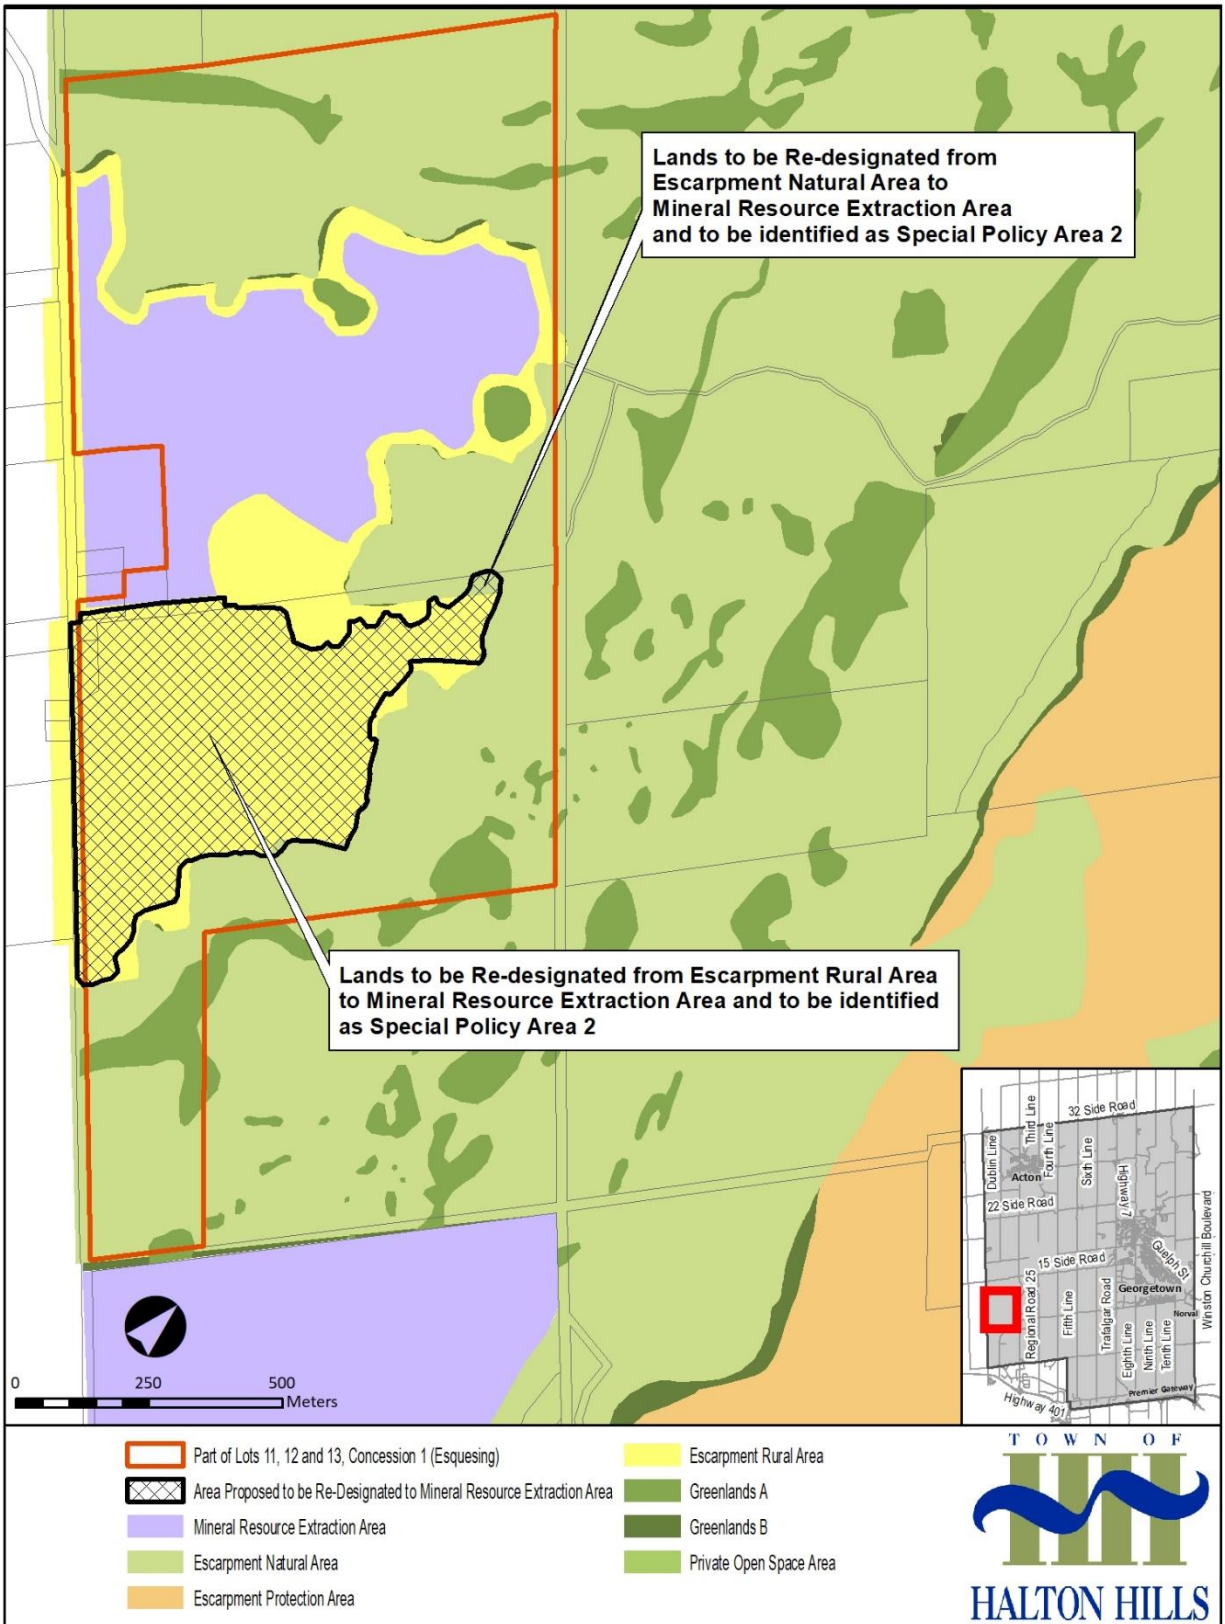 Lands to be Re-designated from
Escarpment Natural Area to
Mineral Resource Extraction Area
and to be identified as Special Policy Area 2
Lands to be Re-designated from Escarpment Rural Area
to Mineral Resource Extraction Area and to be identified
as Special Policy Area 2
32 Side Road
Dublin Line
Third Line
Fourth Line
Acton
Sixth Line
Highway 7
22 Side Road
15 Side Road
Guelph St
Georgetown
Winston Churchill Boulevard
Norval
Regional Road 25
Fifth Line
Trafalgar Road
Eighth Line
Ninth Line
Tenth Line
Premier Gateway
Highway 401
0 250 500
Meters
Part of Lots 11, 12 and 13, Concession 1 (Esquesing)
Area Proposed to be Re-Designated to Mineral Resource Extraction Area
Mineral Resource Extraction Area
Escarpment Natural Area
Escarpment Protection Area
Escarpment Rural Area
Greenlands A
Greenlands B
Private Open Space Area
TOWN OF
HALTON HILLS